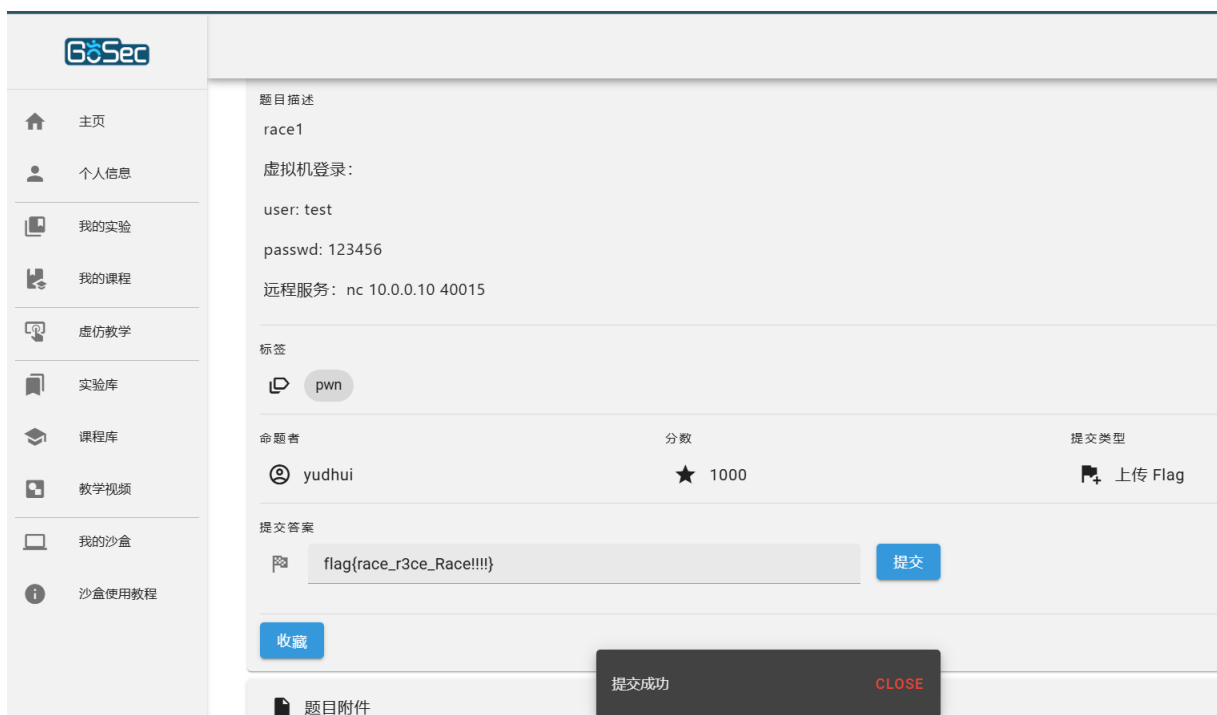 GoSec
主页
个人信息
我的实验
我的课程
虚仿教学
实验库
课程库
教学视频
我的沙盒
沙盒使用教程
题目描述
race1
虚拟机登录：
user: test
passwd: 123456
远程服务：nc 10.0.0.10 40015
标签
pwn
命题者 分数 提交类型
yudhui 1000 上传 Flag
提交答案
flag{race_r3ce_Race!!!!}
提交
收藏
提交成功 CLOSE
题目附件